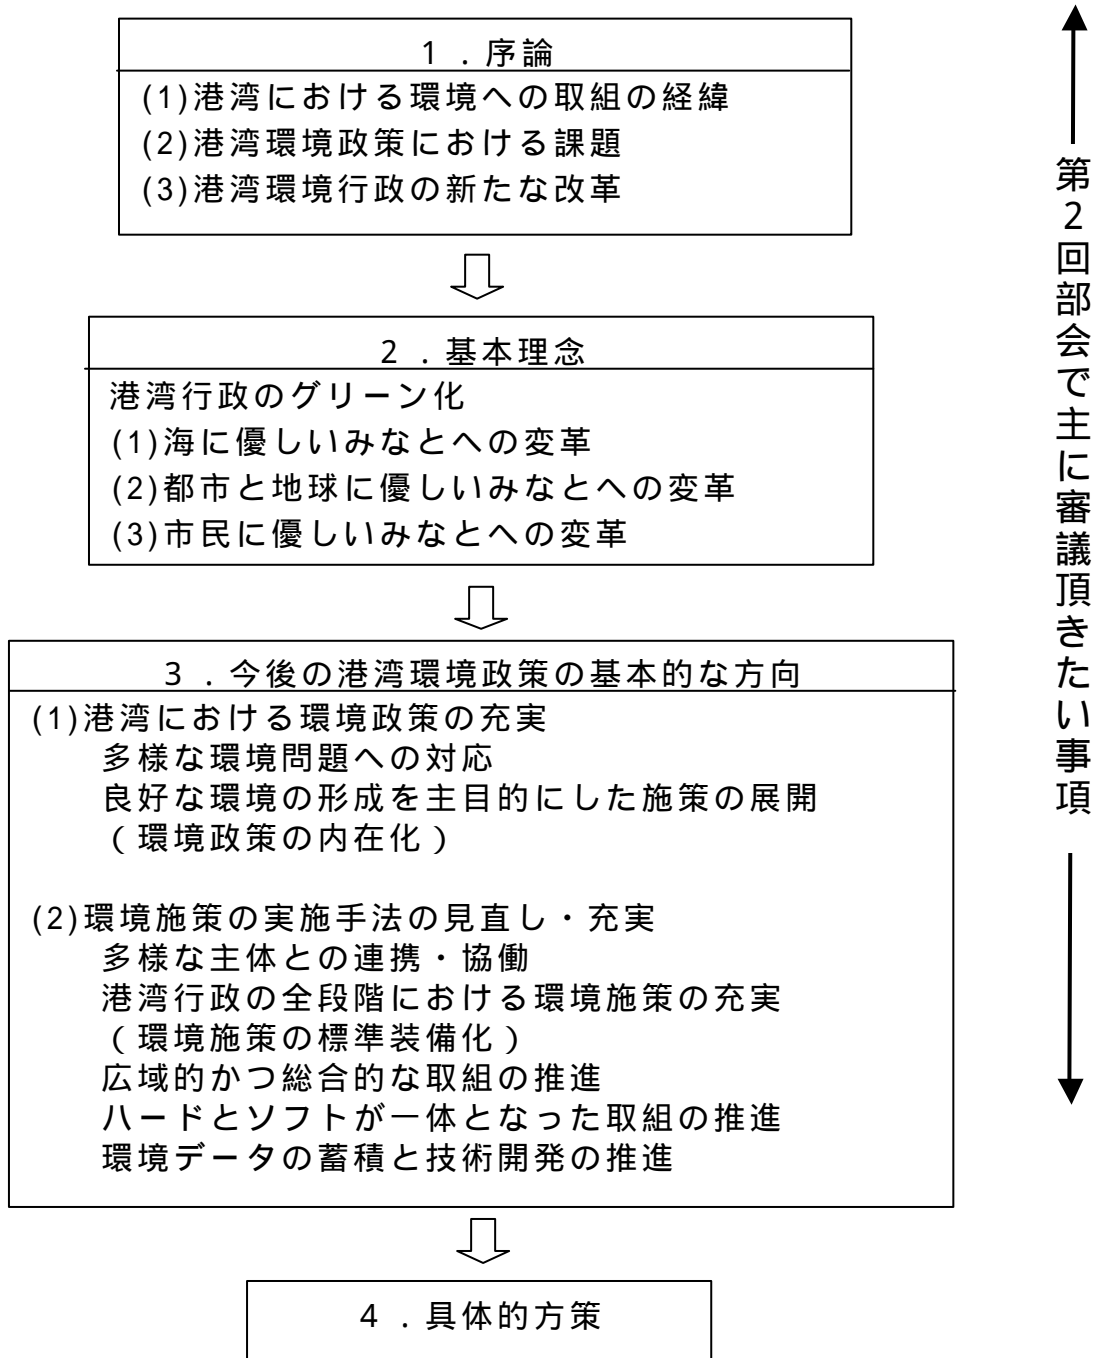 １．序論
(1)港湾における環境への取組の経緯
(2)港湾環境政策における課題
(3)港湾環境行政の新たな改革
２．基本理念
港湾行政のグリーン化
(1)海に優しいみなとへの変革
(2)都市と地球に優しいみなとへの変革
(3)市民に優しいみなとへの変革
３．今後の港湾環境政策の基本的な方向
(1)港湾における環境政策の充実
多様な環境問題への対応
良好な環境の形成を主目的にした施策の展開
（環境政策の内在化）
(2)環境施策の実施手法の見直し・充実
多様な主体との連携・協働
港湾行政の全段階における環境施策の充実
（環境施策の標準装備化）
広域的かつ総合的な取組の推進
ハードとソフトが一体となった取組の推進
環境データの蓄積と技術開発の推進
４．具体的方策
第２回部会で主に審議頂きたい事項